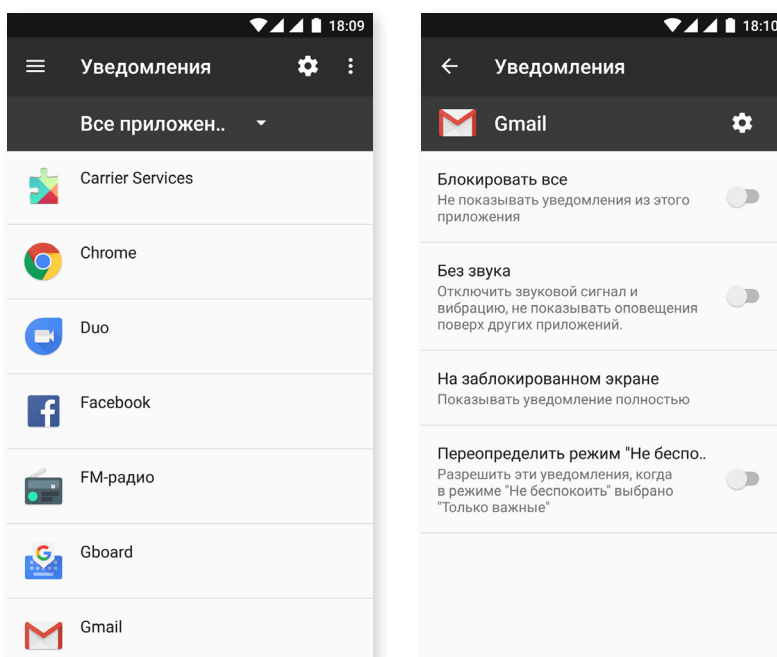 18:09
Уведомления
Все приложен..
Carrier Services
Chrome
Duo
Facebook
FM-радио
Gboard
Gmail
18:10
Уведомления
Gmail
Блокировать все
Не показывать уведомления из этого
приложения
Без звука
Отключить звуковой сигнал и
вибрацию, не показывать оповещения
поверх других приложений.
На заблокированном экране
Показывать уведомление полностью
Переопределить режим "Не беспо..
Разрешить эти уведомления, когда
в режиме "Не беспокоить" выбрано
"Только важные"